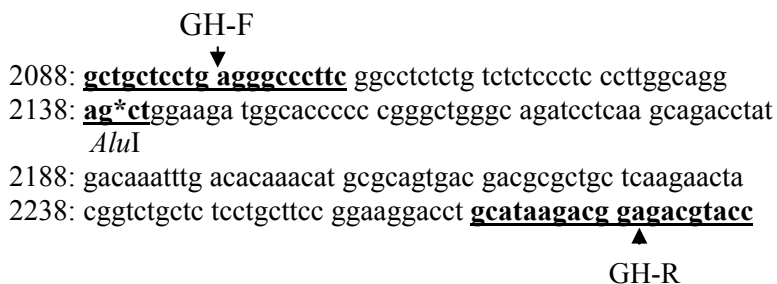 GH-F
2088: gctgctcctg agggcccttc ggcctctctg tctctccctc ccttggcagg
2138: ag*ctggaaga tggcaccccc cgggctgggc agatcctcaa gcagacctat
AluI
2188: gacaaatttg acacaaacat gcgcagtgac gacgcgctgc tcaagaacta
2238: cggtctgctc tcctgcttcc ggaaggacct gcataagacg gagacgtacc
GH-R